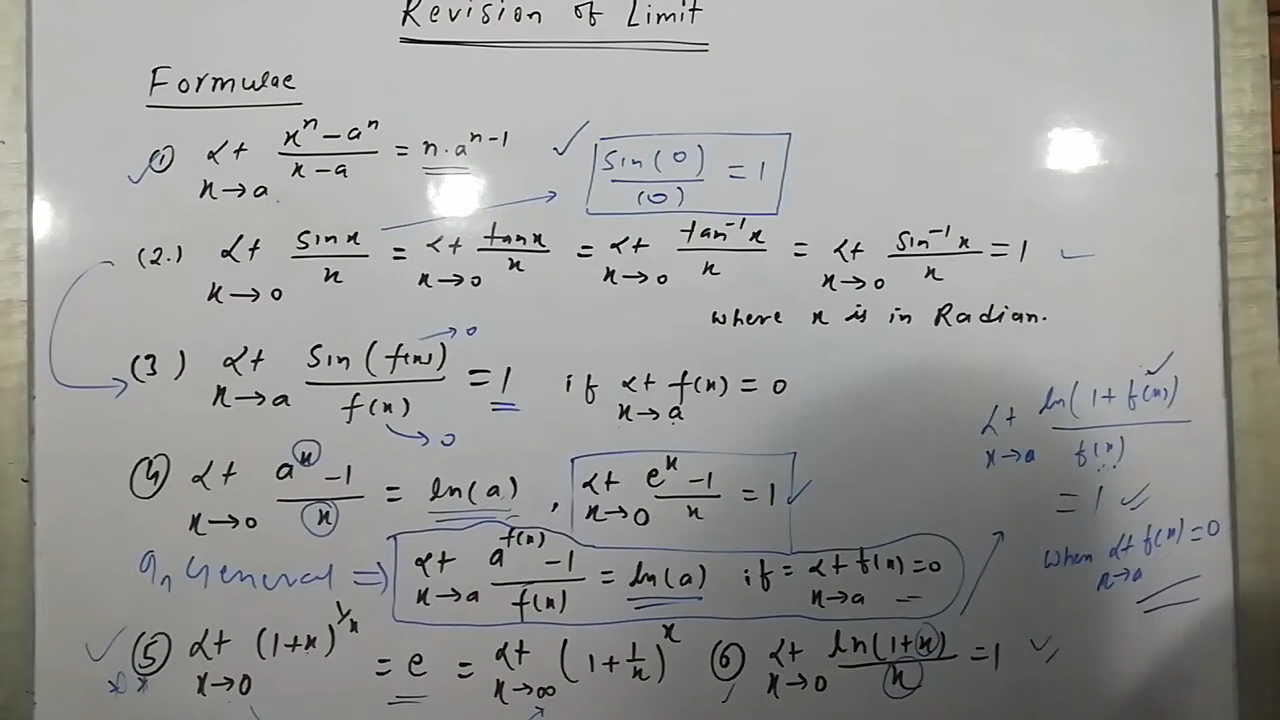 Revision of Limit
Formulae
(1) Lt x→a (x^n − a^n)/(x − a) = n·a^(n−1)
sin(0)/(0) = 1
(2.) Lt x→0 sin x/x = Lt x→0 tan x/x = Lt x→0 tan⁻¹x/x = Lt x→0 sin⁻¹x/x = 1
where x is in Radian.
(3) Lt x→a sin(f(x))/f(x) = 1 if Lt x→a f(x) = 0
→0
→0
(4) Lt x→0 (a^x − 1)/x = ln(a), Lt x→0 (e^x − 1)/x = 1
Lt x→a ln(1 + f(x))/f(x)
= 1
when Lt x→a f(x) = 0
In General ⇒ Lt x→a (a^f(x) − 1)/f(x) = ln(a) if = Lt x→a f(x) = 0
(5) Lt x→0 (1+x)^(1/x) = e = Lt x→∞ (1 + 1/x)^x (6) Lt x→0 ln(1+x)/x = 1